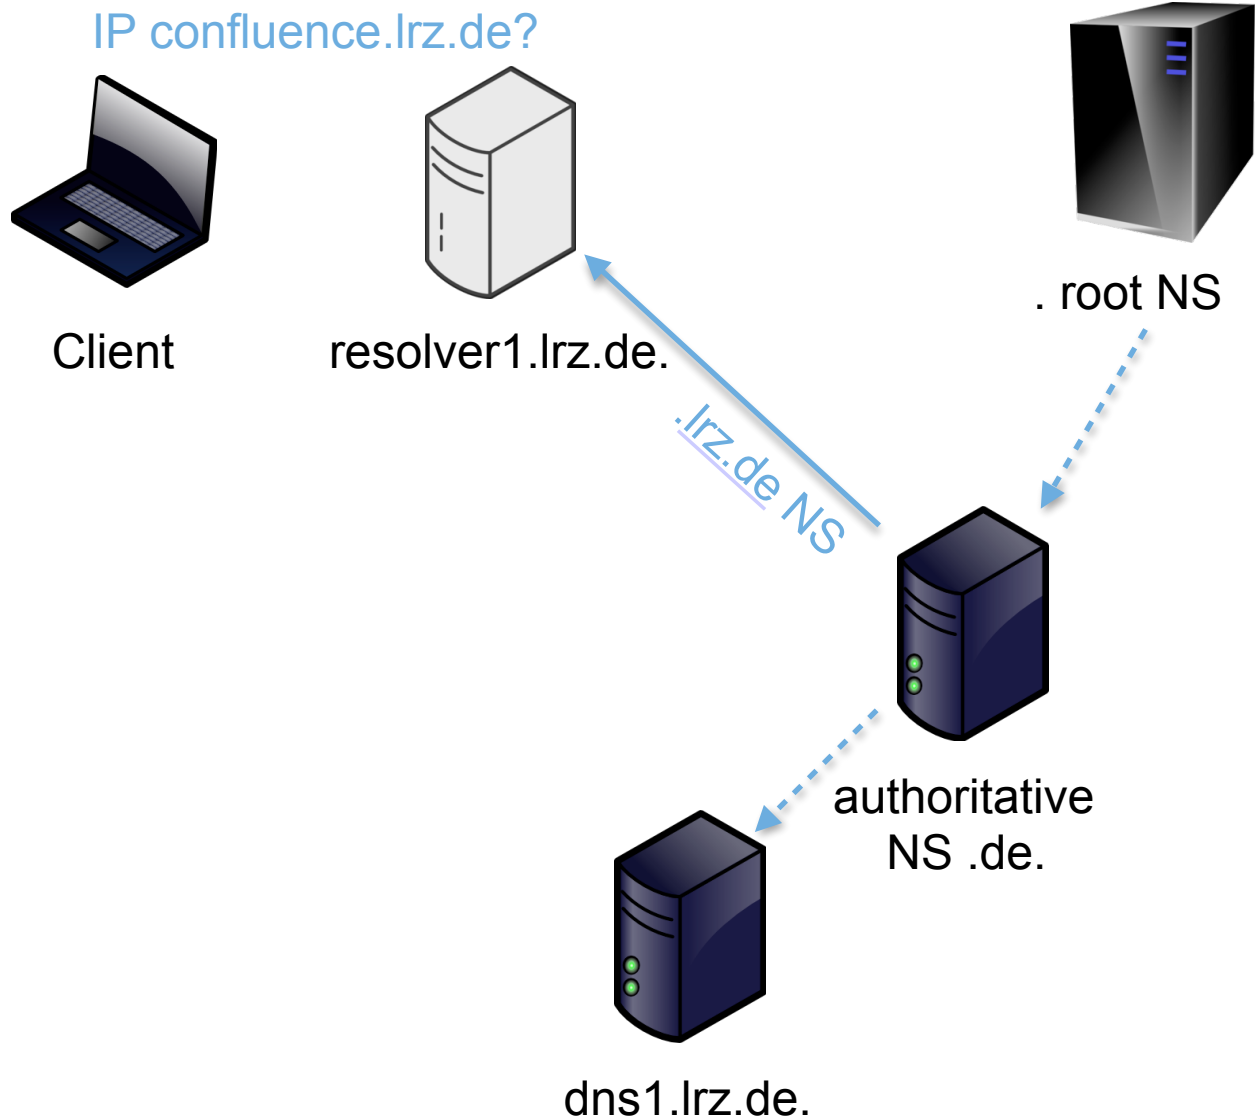 IP confluence.lrz.de?
. root NS
Client
resolver1.lrz.de.
.lrz.de NS
authoritative
NS .de.
dns1.lrz.de.